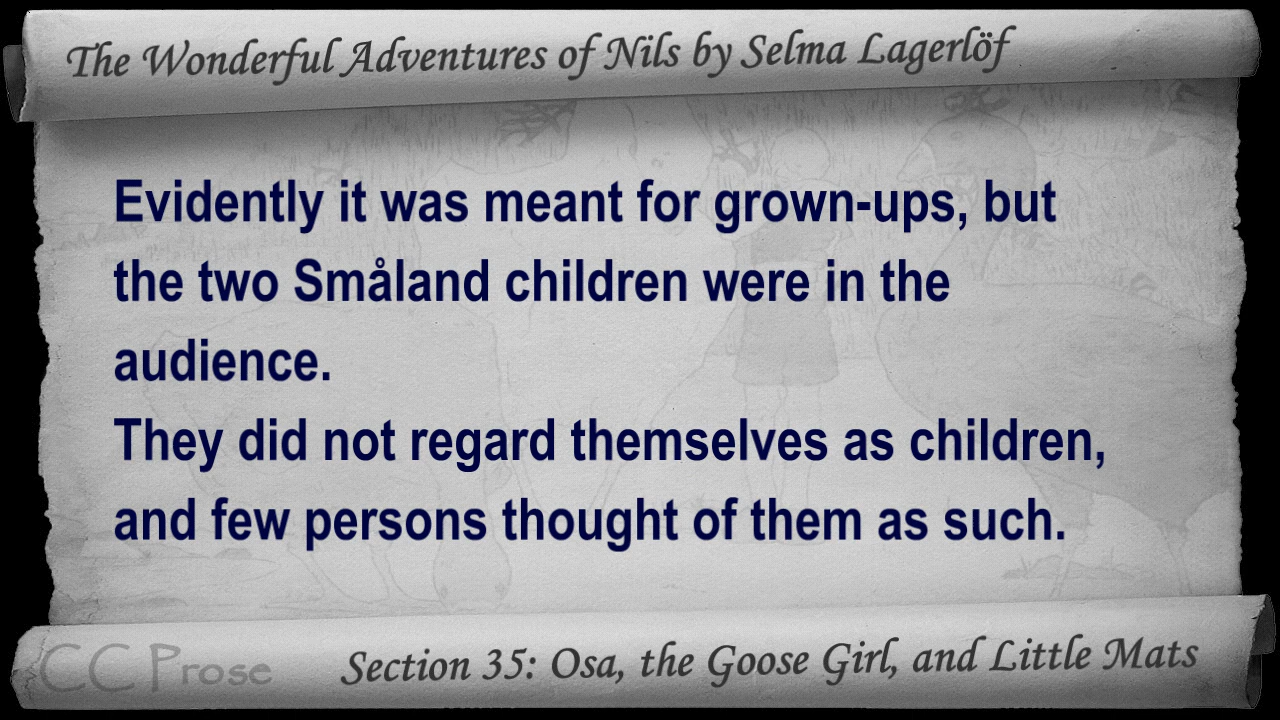 The Wonderful Adventures of Nils by Selma Lagerlöf
Evidently it was meant for grown-ups, but
the two Småland children were in the
audience.
They did not regard themselves as children,
and few persons thought of them as such.
CC Prose
Section 35: Osa, the Goose Girl, and Little Mats